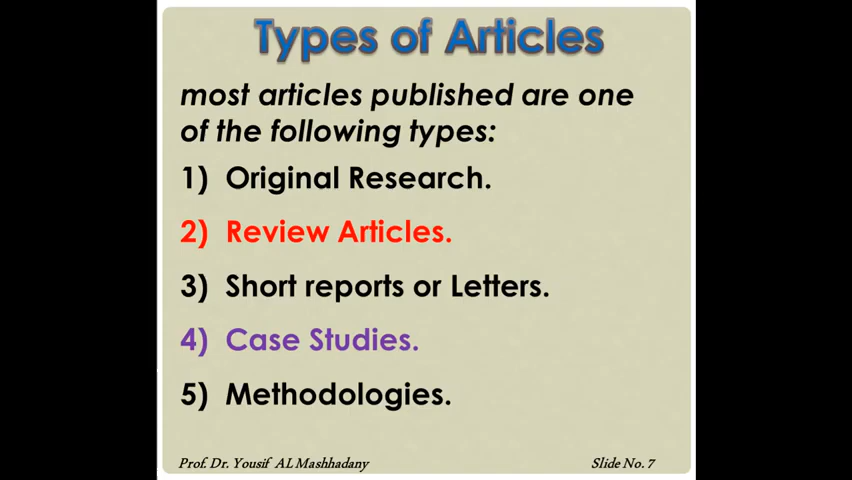 Types of Articles
most articles published are one
of the following types:
1) Original Research.
2) Review Articles.
3) Short reports or Letters.
4) Case Studies.
5) Methodologies.
Prof. Dr. Yousif AL Mashhadany
Slide No. 7